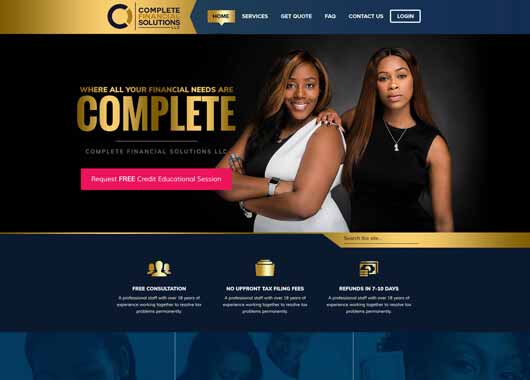 COMPLETE
FINANCIAL
SOLUTIONS
LLC
HOME SERVICES GET QUOTE FAQ CONTACT US LOGIN
WHERE ALL YOUR FINANCIAL NEEDS ARE
COMPLETE
COMPLETE FINANCIAL SOLUTIONS LLC
Request FREE Credit Educational Session
Search the site...
FREE CONSULTATION
A professional staff with over 18 years of
experience working together to resolve tax
problems permanently.
NO UPFRONT TAX FILING FEES
A professional staff with over 18 years of
experience working together to resolve tax
problems permanently.
REFUNDS IN 7-10 DAYS
A professional staff with over 18 years of
experience working together to resolve tax
problems permanently.